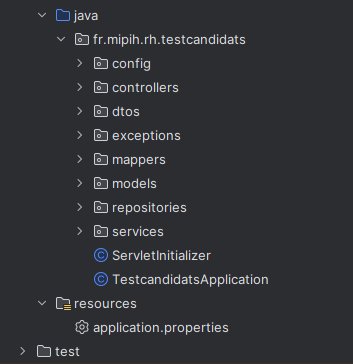 java
fr.mipih.rh.testcandidats
config
controllers
dtos
exceptions
mappers
models
repositories
services
ServletInitializer
TestcandidatsApplication
resources
application.properties
test